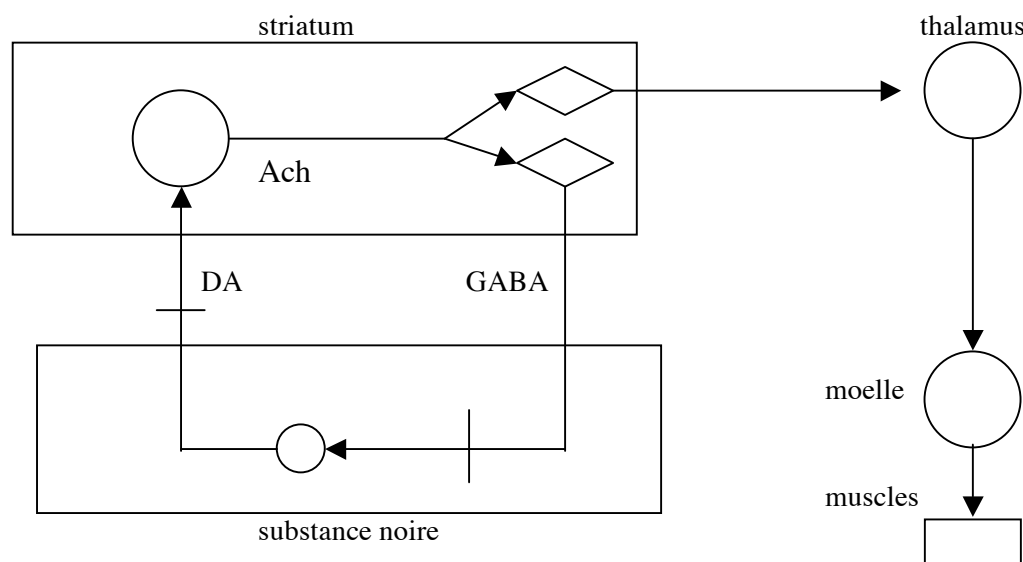 striatum
thalamus
Ach
DA
GABA
moelle
muscles
substance noire